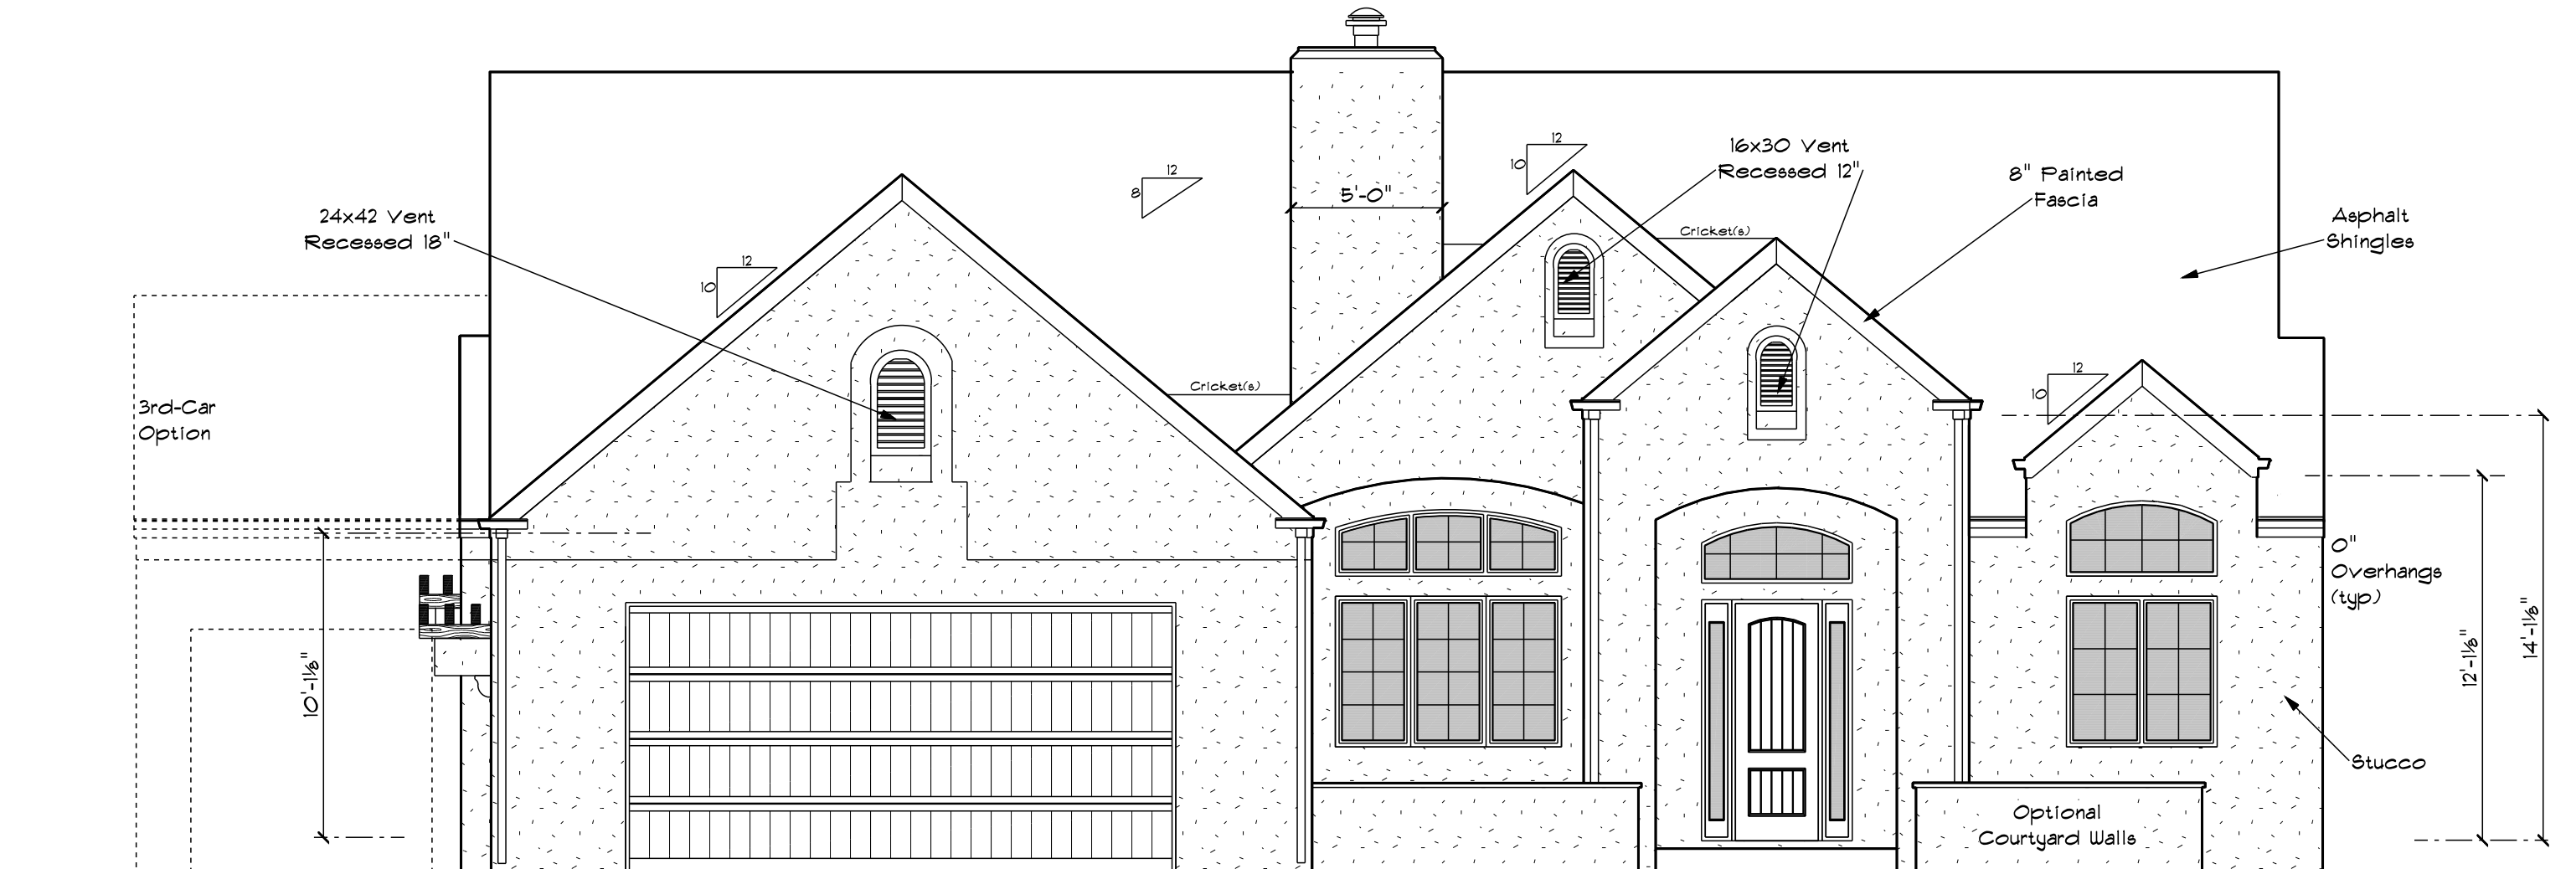 12
10
16x30 Vent
Recessed 12"
12
8
8" Painted
Fascia
5'-0"
24x42 Vent
Recessed 18"
Asphalt
Shingles
Cricket(s)
12
10
12
10
Cricket(s)
3rd-Car
Option
0"
Overhangs
(typ)
10'-1⅛"
12'-1⅛"
14'-1⅛"
Stucco
Optional
Courtyard Walls